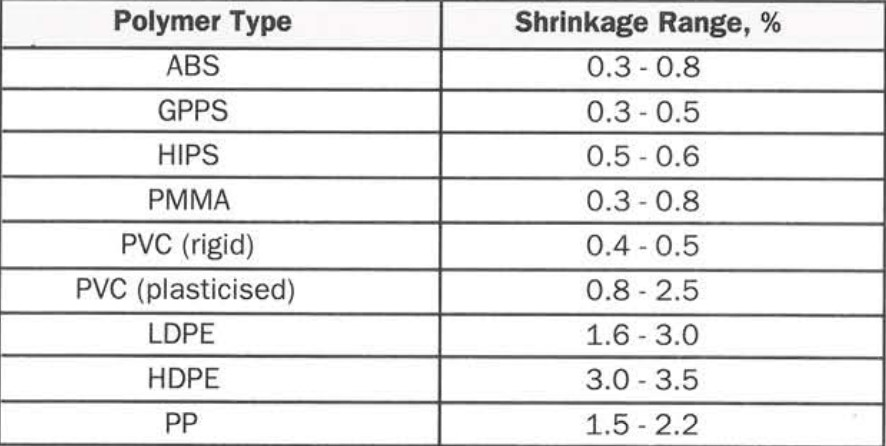 Polymer Type Shrinkage Range, %
ABS 0.3 - 0.8
GPPS 0.3 - 0.5
HIPS 0.5 - 0.6
PMMA 0.3 - 0.8
PVC (rigid) 0.4 - 0.5
PVC (plasticised) 0.8 - 2.5
LDPE 1.6 - 3.0
HDPE 3.0 - 3.5
PP 1.5 - 2.2